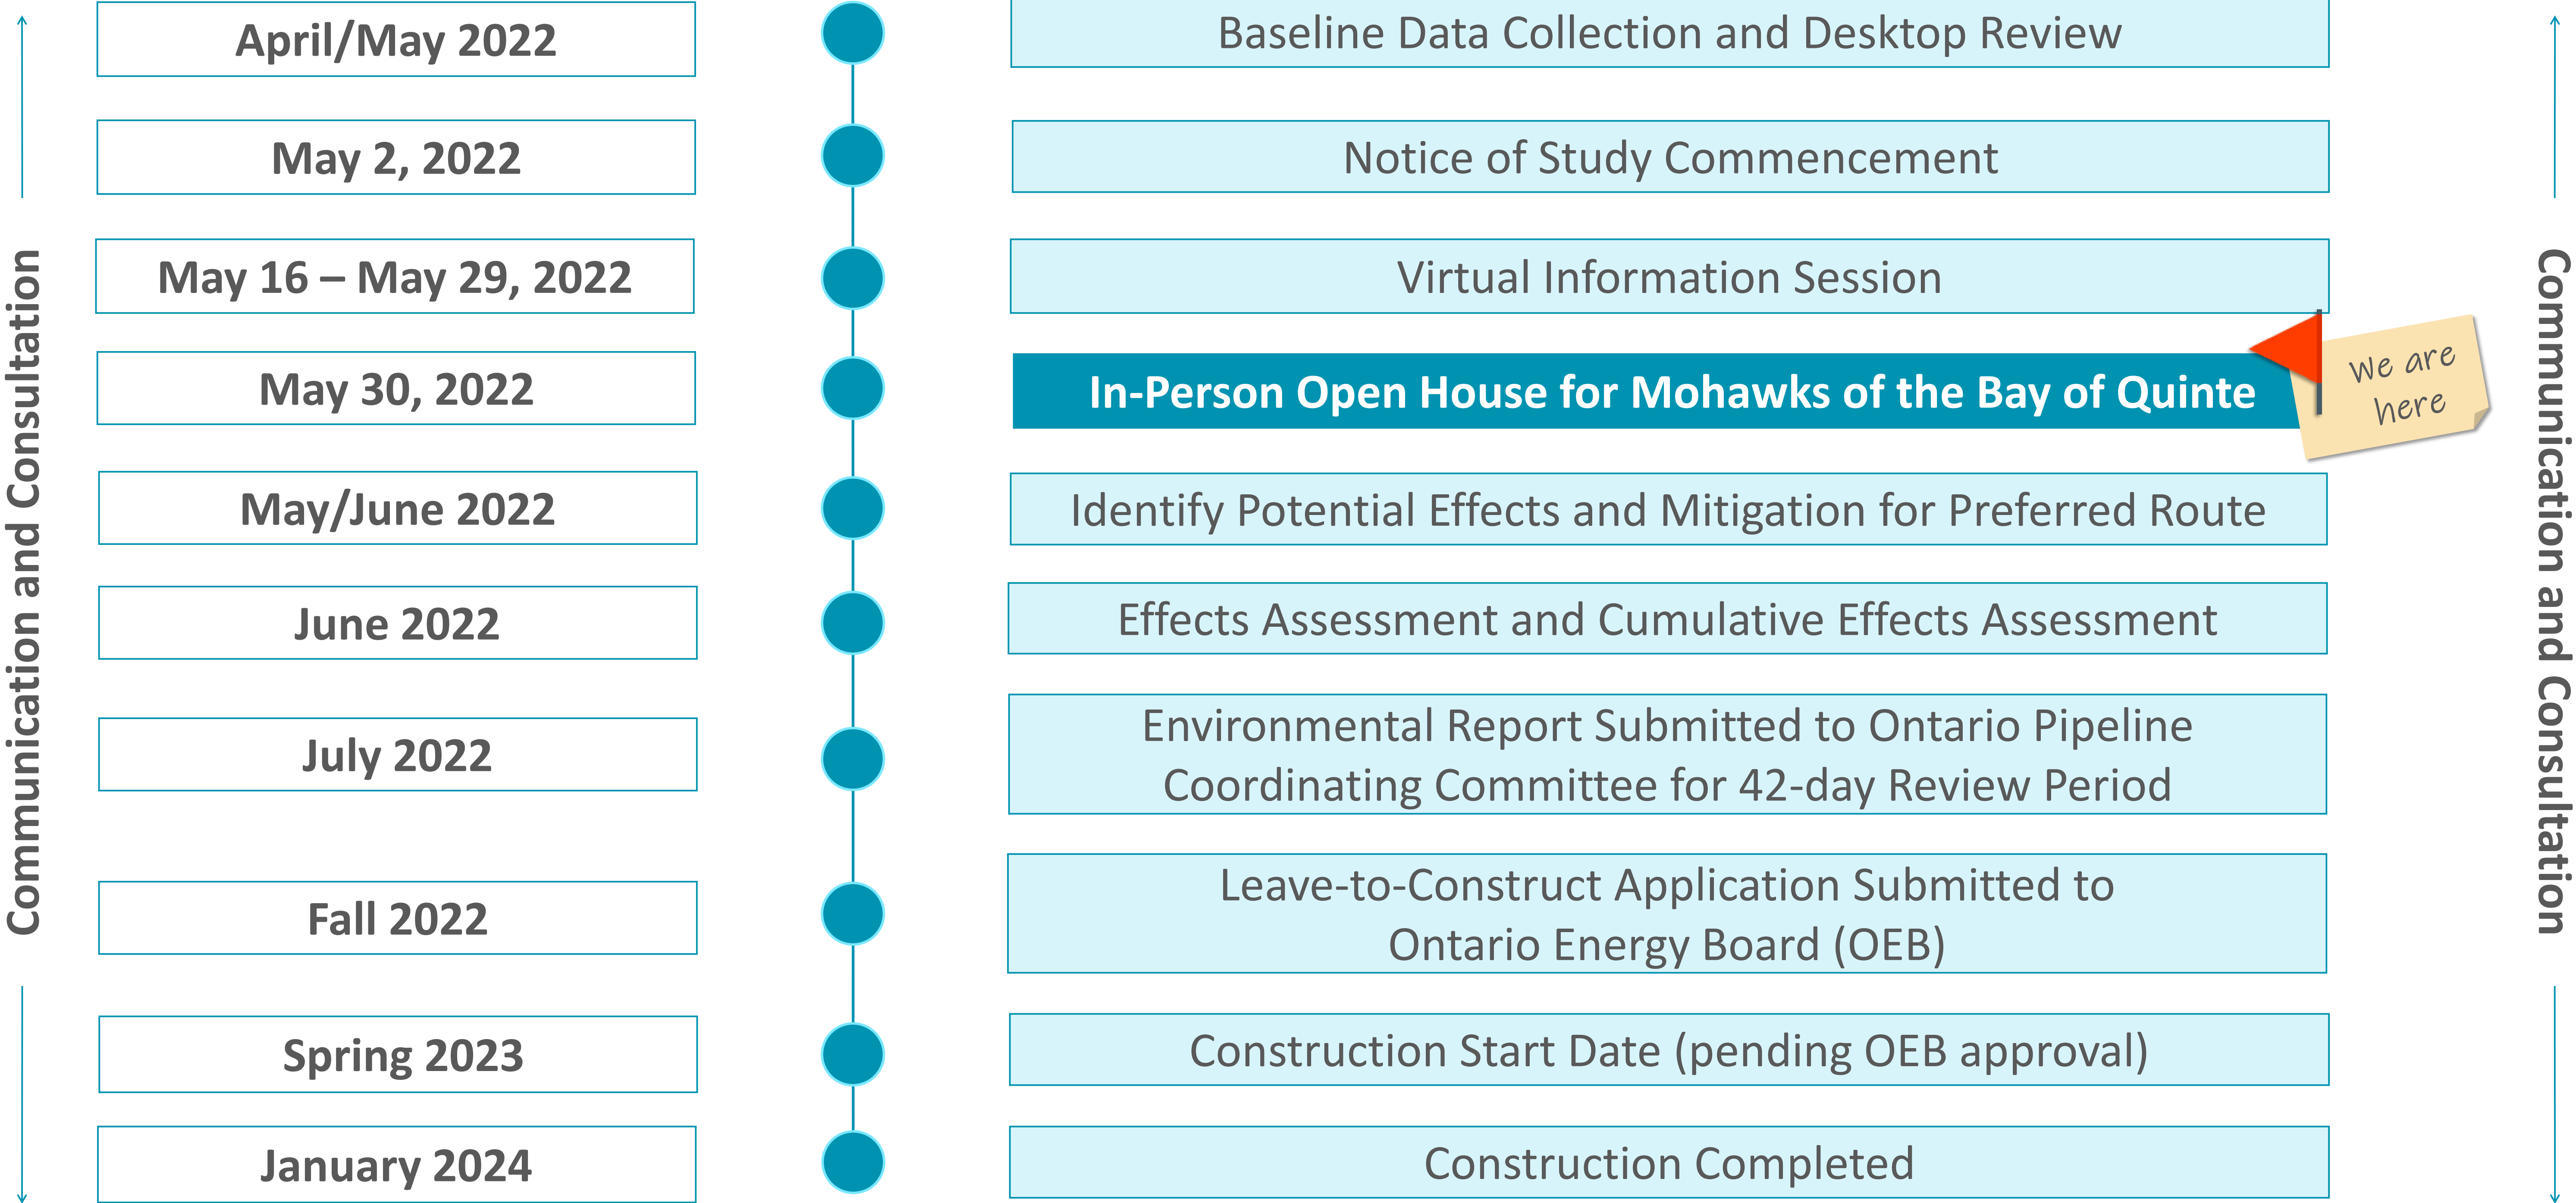 Communication and Consultation
April/May 2022
Baseline Data Collection and Desktop Review
May 2, 2022
Notice of Study Commencement
May 16 – May 29, 2022
Virtual Information Session
May 30, 2022
In-Person Open House for Mohawks of the Bay of Quinte
We are
here
May/June 2022
Identify Potential Effects and Mitigation for Preferred Route
June 2022
Effects Assessment and Cumulative Effects Assessment
July 2022
Environmental Report Submitted to Ontario Pipeline
Coordinating Committee for 42-day Review Period
Fall 2022
Leave-to-Construct Application Submitted to
Ontario Energy Board (OEB)
Spring 2023
Construction Start Date (pending OEB approval)
January 2024
Construction Completed
Communication and Consultation